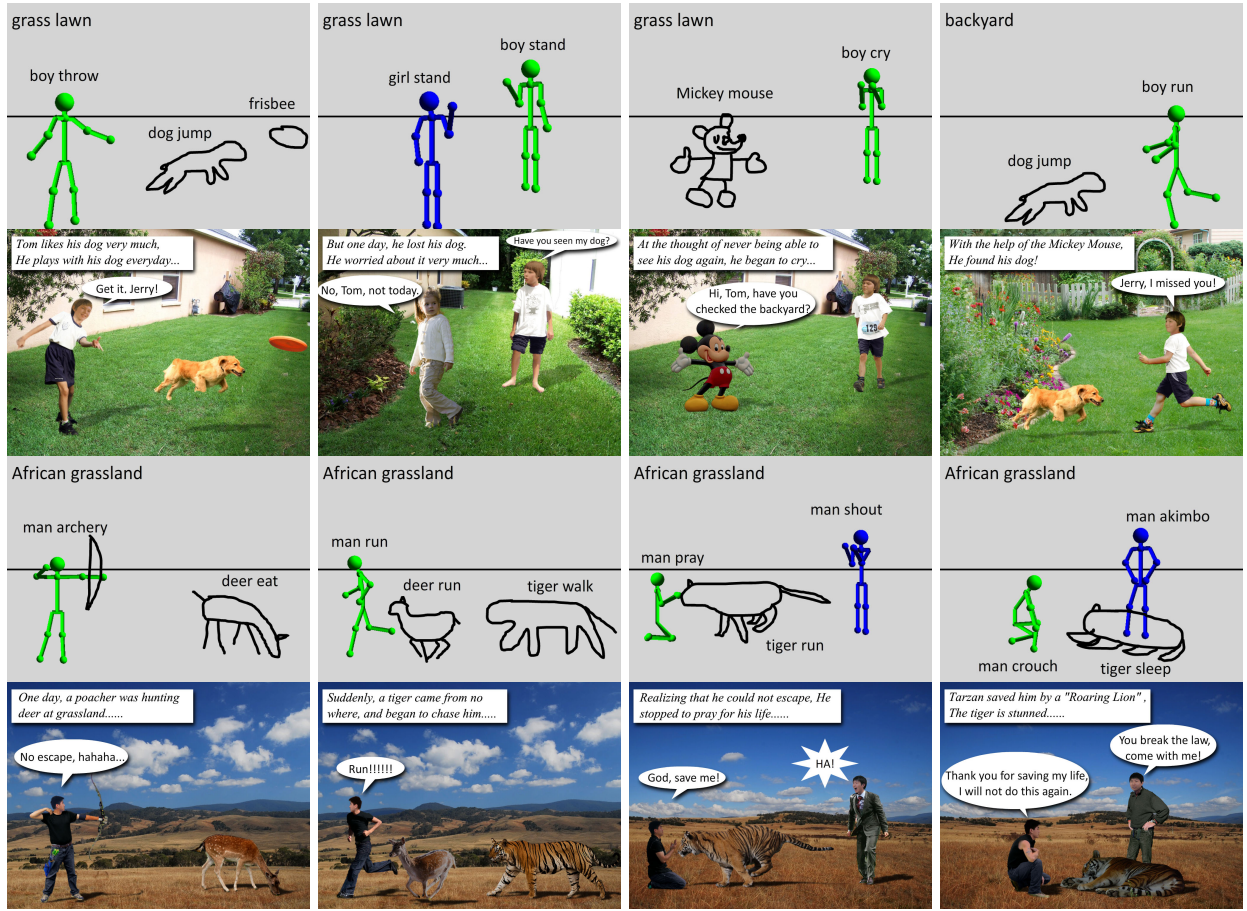 grass lawn
boy throw
dog jump
frisbee
grass lawn
girl stand
boy stand
grass lawn
Mickey mouse
boy cry
backyard
dog jump
boy run
Tom likes his dog very much,
He plays with his dog everyday...
Get it. Jerry!
But one day, he lost his dog.
He worried about it very much...
Have you seen my dog?
No, Tom, not today.
At the thought of never being able to
see his dog again, he began to cry...
Hi, Tom, have you
checked the backyard?
129
With the help of the Mickey Mouse,
He found his dog!
Jerry, I missed you!
African grassland
man archery
deer eat
African grassland
man run
deer run
tiger walk
African grassland
man pray
man shout
tiger run
African grassland
man akimbo
man crouch
tiger sleep
One day, a poacher was hunting
deer at grassland......
No escape, hahaha...
Suddenly, a tiger came from no
where, and began to chase him.....
Run!!!!!!
Realizing that he could not escape, He
stopped to pray for his life......
God, save me!
HA!
Tarzan saved him by a "Roaring Lion" ,
The tiger is stunned......
You break the law,
come with me!
Thank you for saving my life,
I will not do this again.